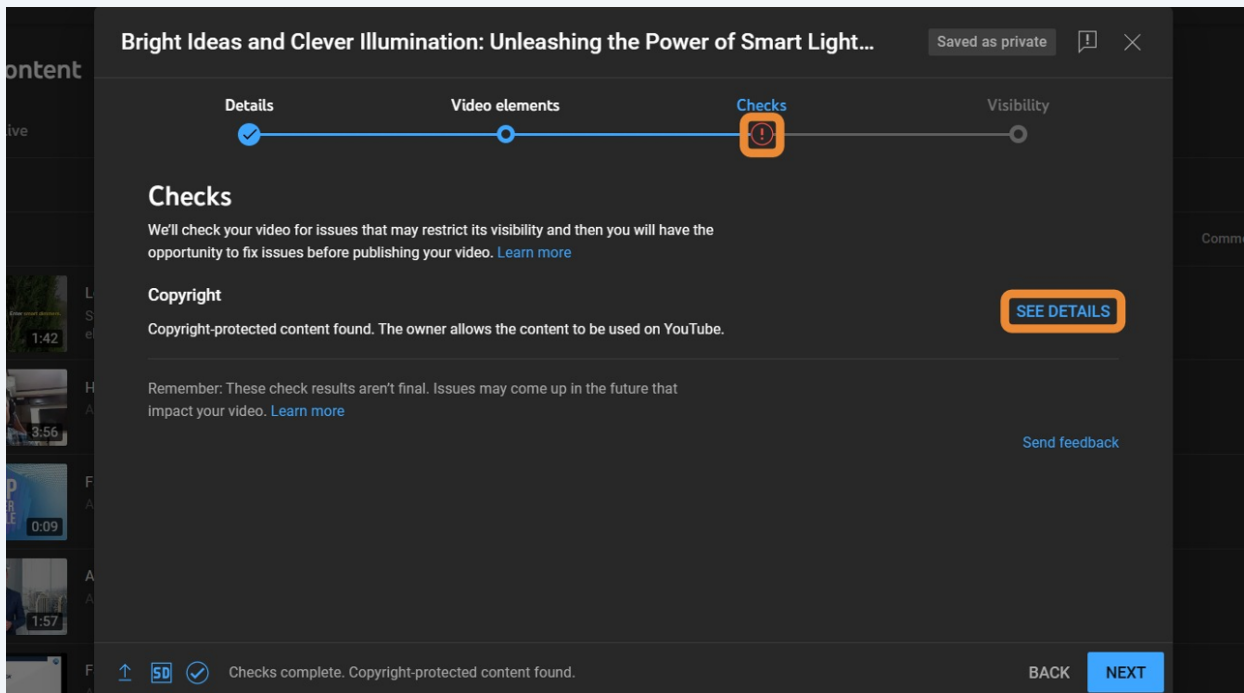 Bright Ideas and Clever Illumination: Unleashing the Power of Smart Light...
Saved as private
ontent
Details
Video elements
Checks
Visibility
Live
Checks
We'll check your video for issues that may restrict its visibility and then you will have the
opportunity to fix issues before publishing your video. Learn more
Comm
Copyright
SEE DETAILS
Copyright-protected content found. The owner allows the content to be used on YouTube.
1:42
Remember: These check results aren't final. Issues may come up in the future that
impact your video. Learn more
3:56
Send feedback
0:09
1:57
SD
Checks complete. Copyright-protected content found.
BACK
NEXT